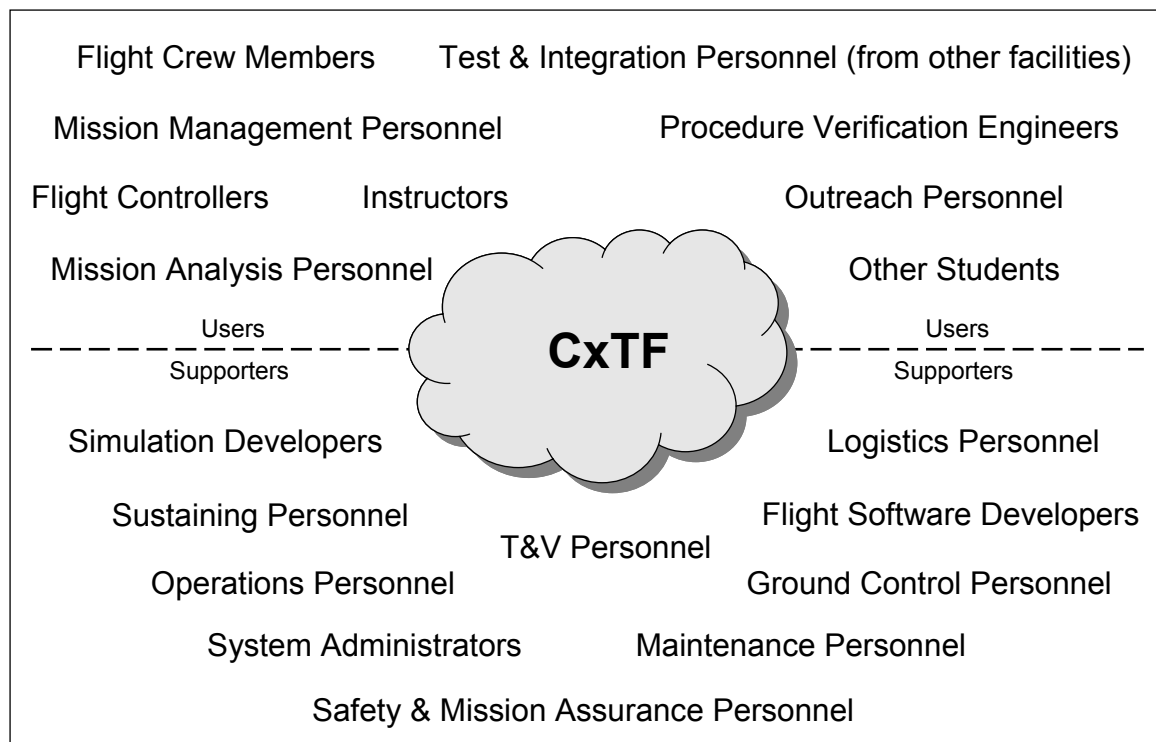 Flight Crew Members
Test & Integration Personnel (from other facilities)
Mission Management Personnel
Procedure Verification Engineers
Flight Controllers
Instructors
Outreach Personnel
Mission Analysis Personnel
Other Students
Users
Users
CxTF
Supporters
Supporters
Simulation Developers
Logistics Personnel
Sustaining Personnel
Flight Software Developers
T&V Personnel
Operations Personnel
Ground Control Personnel
System Administrators
Maintenance Personnel
Safety & Mission Assurance Personnel